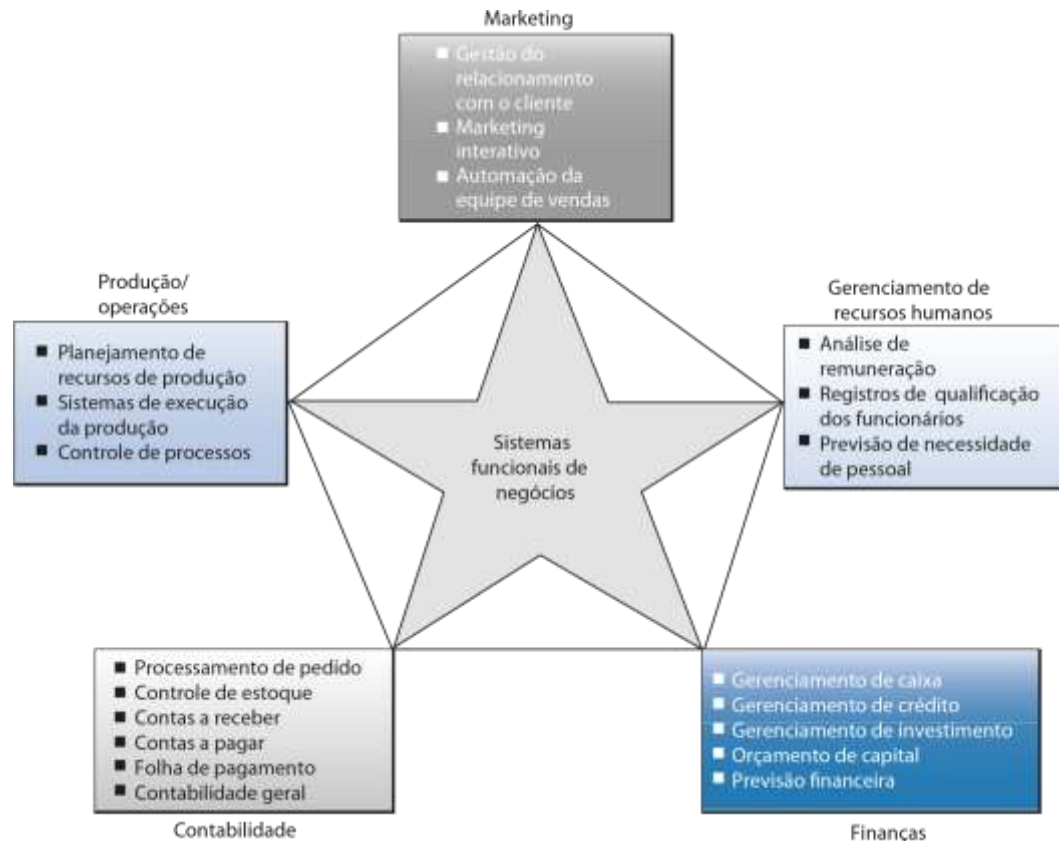 Marketing
Gestão do
relacionamento
com o cliente
Marketing
interativo
Automação da
equipe de vendas
Produção/
operações
Planejamento de
recursos de produção
Sistemas de execução
da produção
Controle de processos
Gerenciamento de
recursos humanos
Análise de
remuneração
Registros de qualificação
dos funcionários
Previsão de necessidade
de pessoal
Sistemas
funcionais de
negócios
Processamento de pedido
Controle de estoque
Contas a receber
Contas a pagar
Folha de pagamento
Contabilidade geral
Contabilidade
Gerenciamento de caixa
Gerenciamento de crédito
Gerenciamento de investimento
Orçamento de capital
Previsão financeira
Finanças